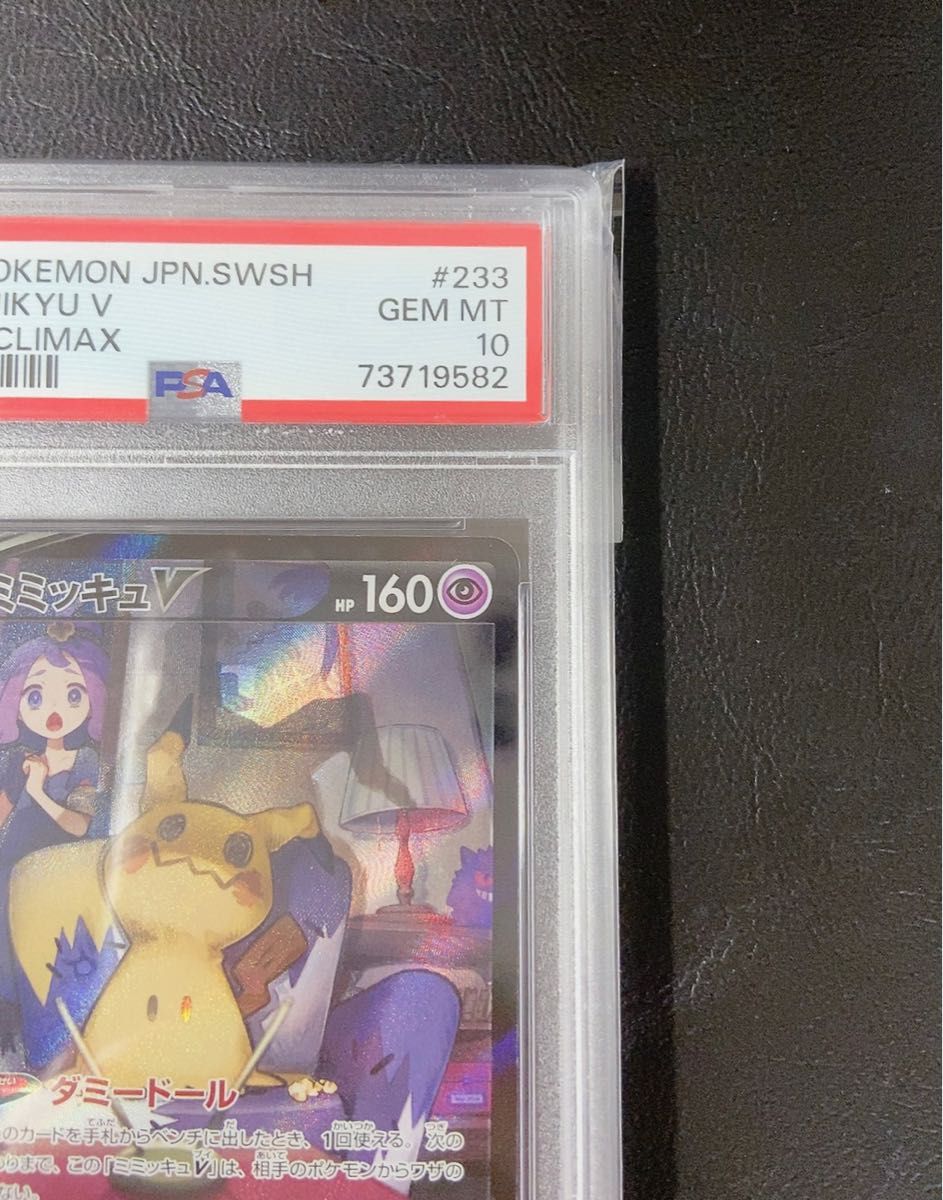 OKEMON JPN.SWSH #233
IKYU V GEM MT
CLIMAX 10
PSA 73719582
ミミッキュV HP 160
ダミードール
のカードを手札からベンチに出したとき、1回使える。次の
わりまで、この「ミミッキュV」は、相手のポケモンからワザの
ない。